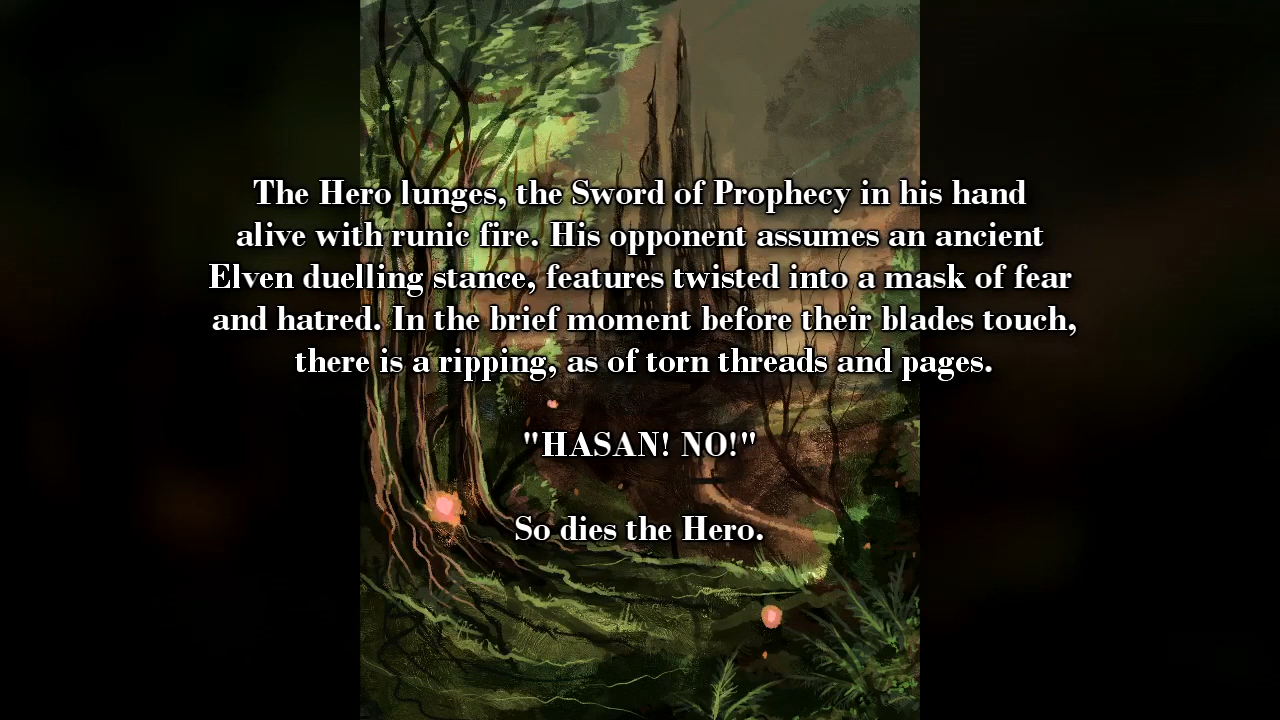 The Hero lunges, the Sword of Prophecy in his hand
alive with runic fire. His opponent assumes an ancient
Elven duelling stance, features twisted into a mask of fear
and hatred. In the brief moment before their blades touch,
there is a ripping, as of torn threads and pages.
"HASAN! NO!"
So dies the Hero.